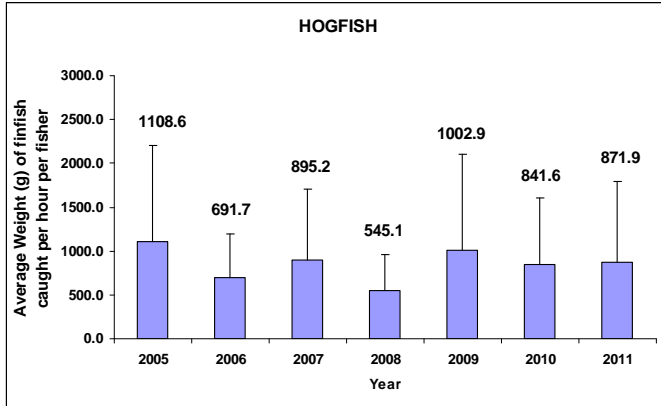 HOGFISH
Average Weight (g) of finfish
caught per hour per fisher
3000.0
2500.0
2000.0
1500.0
1000.0
500.0
0.0
1108.6
691.7
895.2
545.1
1002.9
841.6
871.9
2005 2006 2007 2008 2009 2010 2011
Year